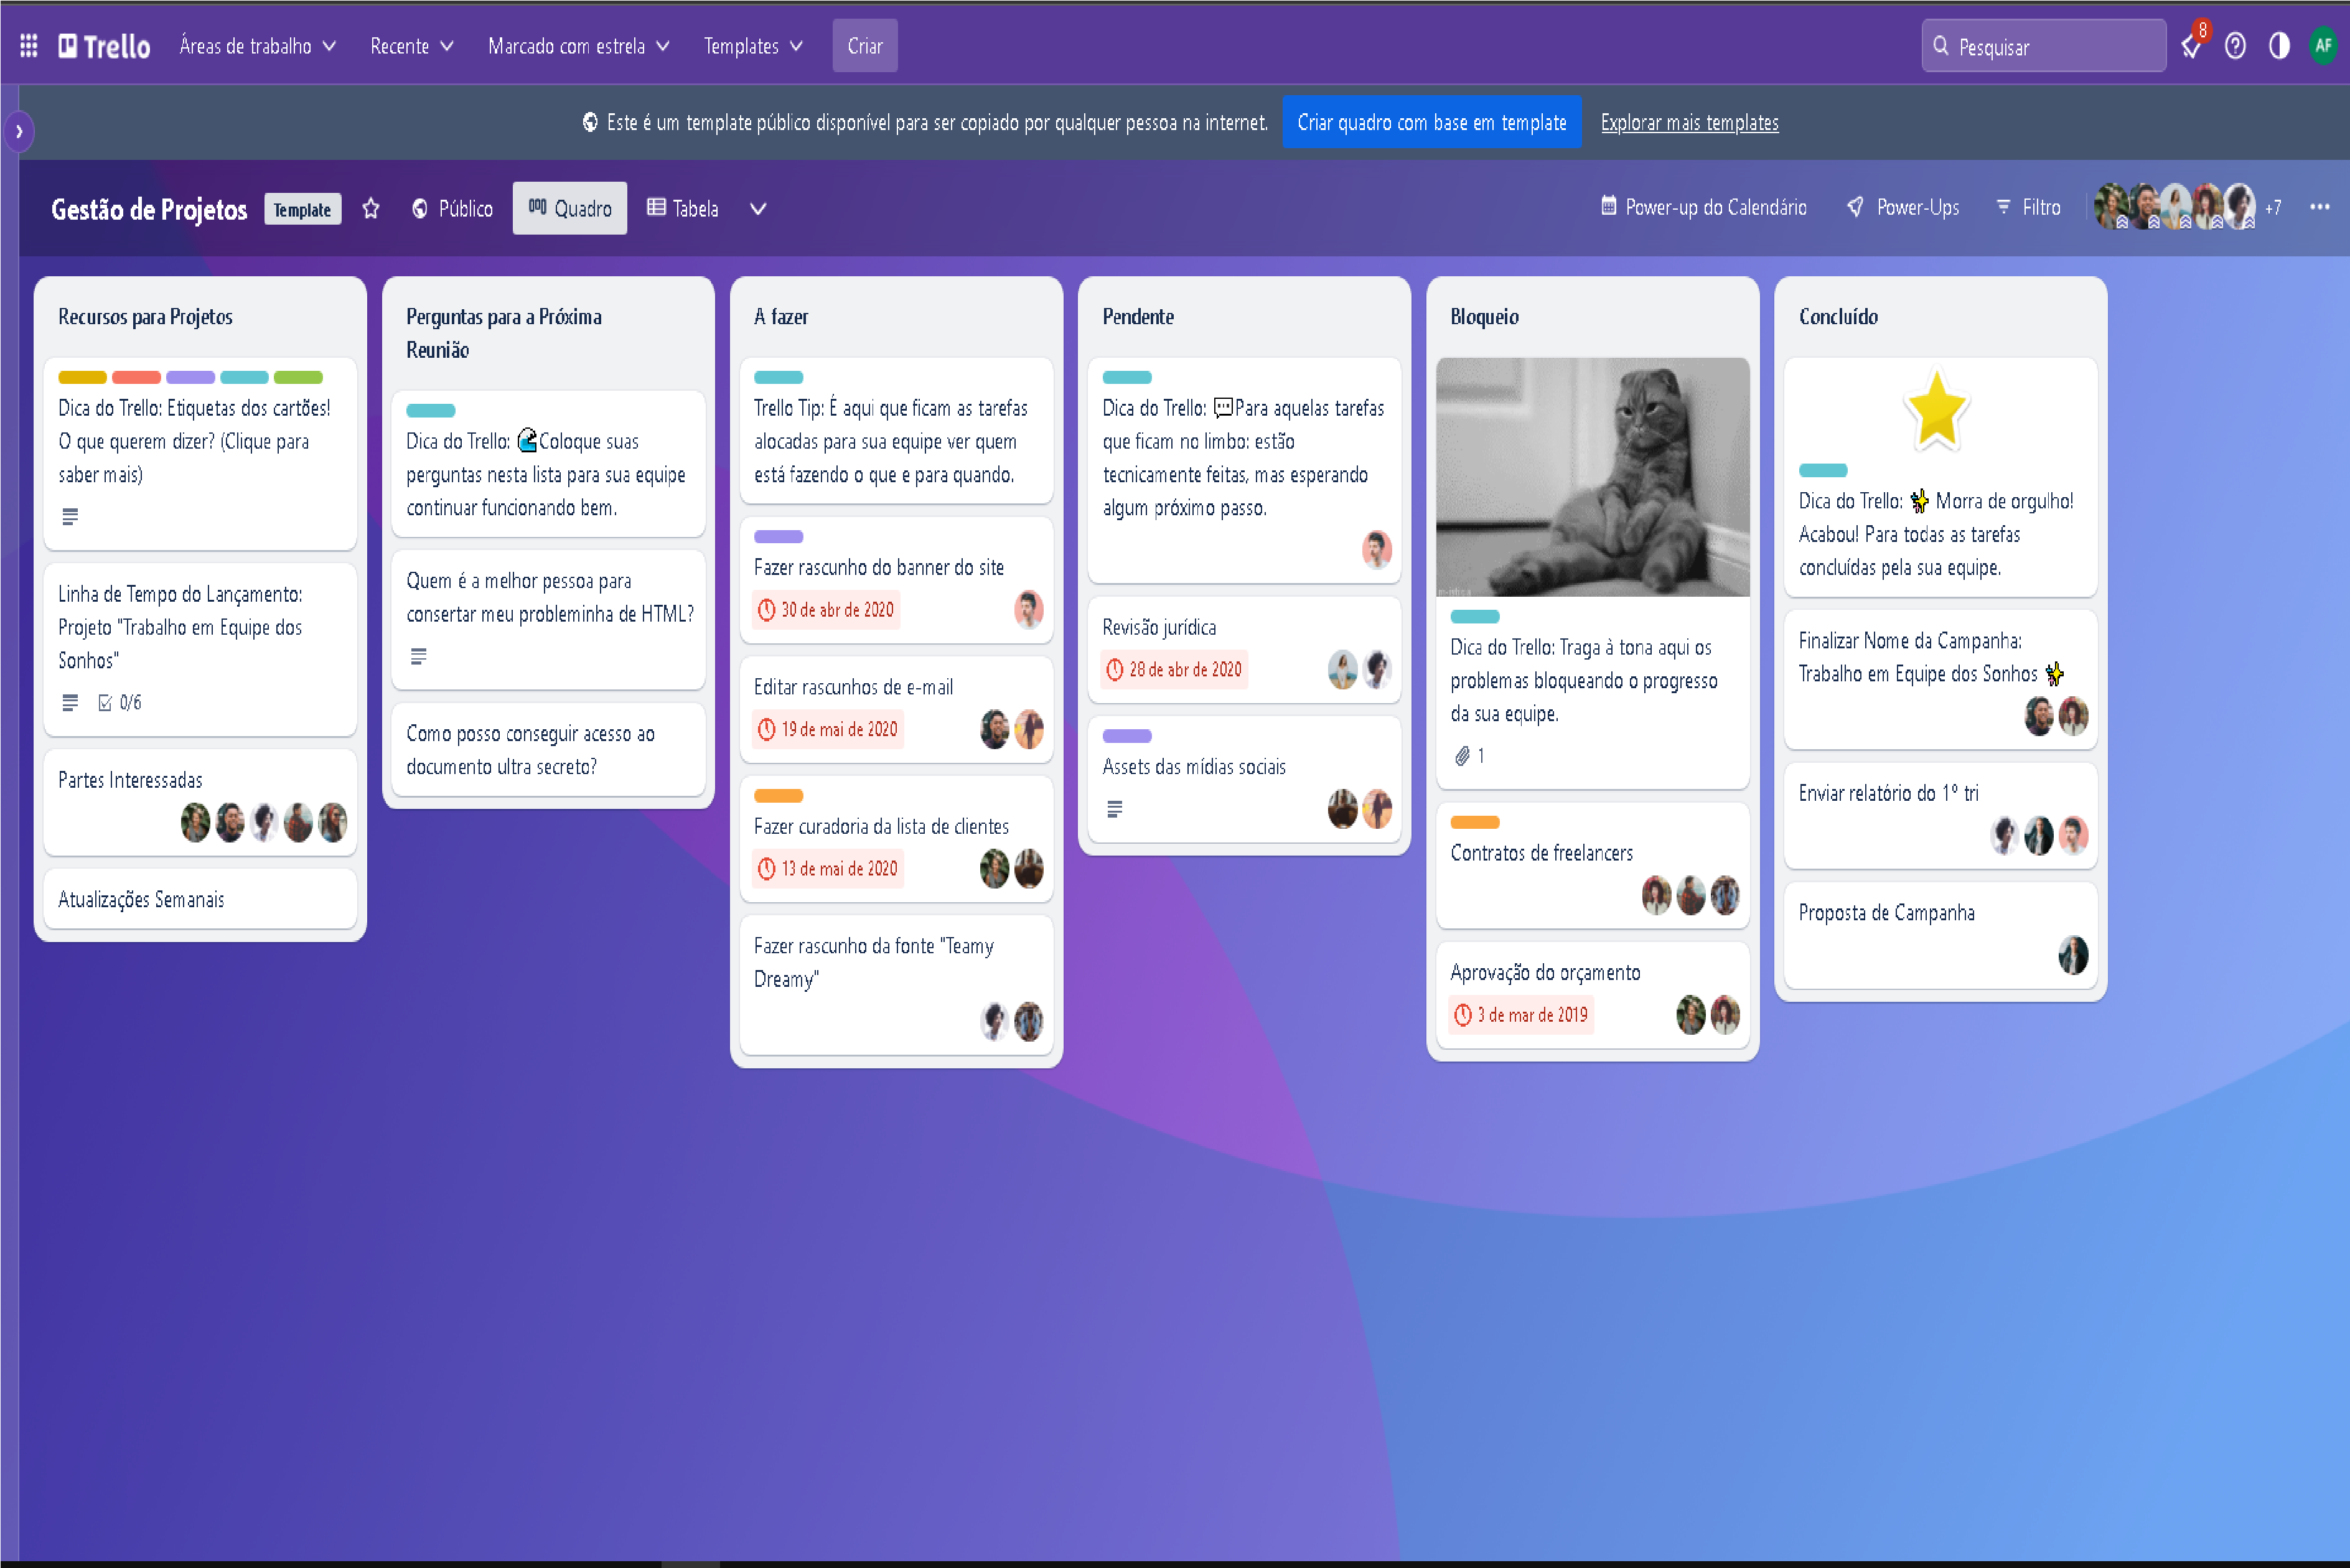 Trello
Áreas de trabalho
Recente
Marcado com estrela
Templates
Criar
Pesquisar
8
AF
Este é um template público disponível para ser copiado por qualquer pessoa na internet.
Criar quadro com base em template
Explorar mais templates
Gestão de Projetos
Template
Público
Quadro
Tabela
Power-up do Calendário
Power-Ups
Filtro
+7
Recursos para Projetos
Dica do Trello: Etiquetas dos cartões!
O que querem dizer? (Clique para
saber mais)
Linha de Tempo do Lançamento:
Projeto "Trabalho em Equipe dos
Sonhos"
0/6
Partes Interessadas
Atualizações Semanais
Perguntas para a Próxima
Reunião
Dica do Trello: 🌊Coloque suas
perguntas nesta lista para sua equipe
continuar funcionando bem.
Quem é a melhor pessoa para
consertar meu probleminha de HTML?
Como posso conseguir acesso ao
documento ultra secreto?
A fazer
Trello Tip: É aqui que ficam as tarefas
alocadas para sua equipe ver quem
está fazendo o que e para quando.
Fazer rascunho do banner do site
30 de abr de 2020
Editar rascunhos de e-mail
19 de mai de 2020
Fazer curadoria da lista de clientes
13 de mai de 2020
Fazer rascunho da fonte "Teamy
Dreamy"
Pendente
Dica do Trello: 💬Para aquelas tarefas
que ficam no limbo: estão
tecnicamente feitas, mas esperando
algum próximo passo.
Revisão jurídica
28 de abr de 2020
Assets das mídias sociais
Bloqueio
Dica do Trello: Traga à tona aqui os
problemas bloqueando o progresso
da sua equipe.
1
Contratos de freelancers
Aprovação do orçamento
3 de mar de 2019
Concluído
Dica do Trello: ✨ Morra de orgulho!
Acabou! Para todas as tarefas
concluídas pela sua equipe.
Finalizar Nome da Campanha:
Trabalho em Equipe dos Sonhos ✨
Enviar relatório do 1º tri
Proposta de Campanha